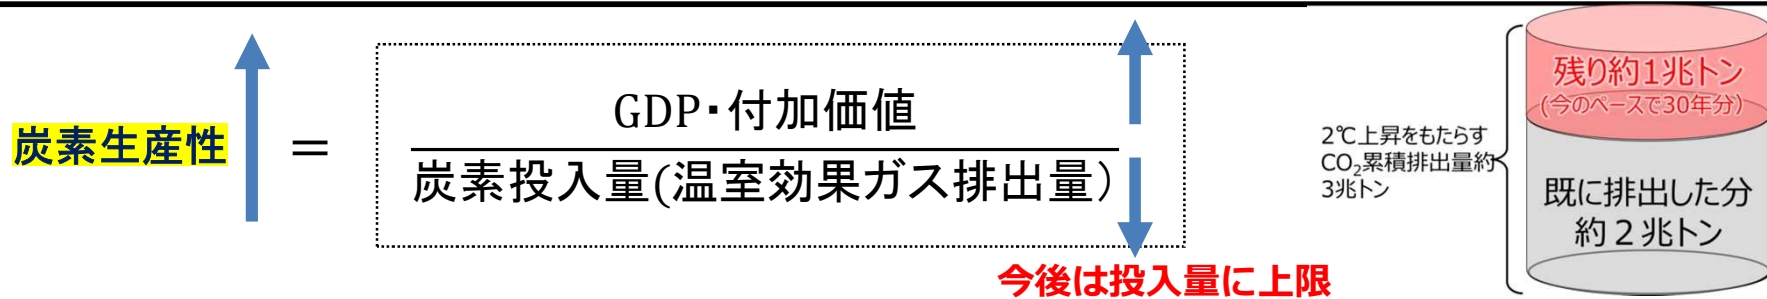 炭素生産性
=
GDP・付加価値
炭素投入量(温室効果ガス排出量)
今後は投入量に上限
2℃上昇をもたらす
CO₂累積排出量約
3兆トン
残り約1兆トン
(今のペースで30年分)
既に排出した分
約２兆トン